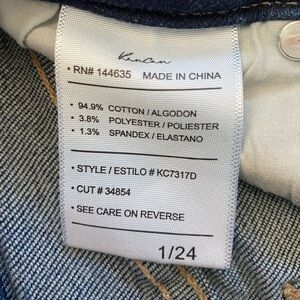 KanCan
• RN# 144635 MADE IN CHINA
• 94.9% COTTON / ALGODON
• 3.8% POLYESTER / POLIESTER
• 1.3% SPANDEX / ELASTANO
• STYLE / ESTILO # KC7317D
• CUT # 34854
• SEE CARE ON REVERSE
1/24